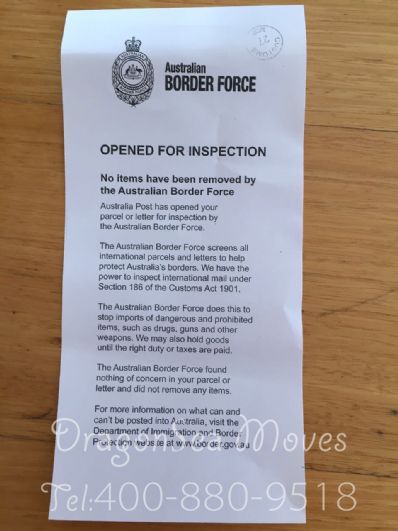 Australian
BORDER FORCE
OPENED FOR INSPECTION
No items have been removed by
the Australian Border Force
Australia Post has opened your
parcel or letter for inspection by
the Australian Border Force.
The Australian Border Force screens all
international parcels and letters to help
protect Australia's borders. We have the
power to inspect international mail under
Section 186 of the Customs Act 1901.
The Australian Border Force does this to
stop imports of dangerous and prohibited
items, such as drugs, guns and other
weapons. We may also hold goods
until the right duty or taxes are paid.
The Australian Border Force found
nothing of concern in your parcel or
letter and did not remove any items.
For more information on what can and
can't be posted into Australia, visit the
Department of Immigration and Border
Protection website at www.border.gov.au
DragonSea Moves
Tel:400-880-9518